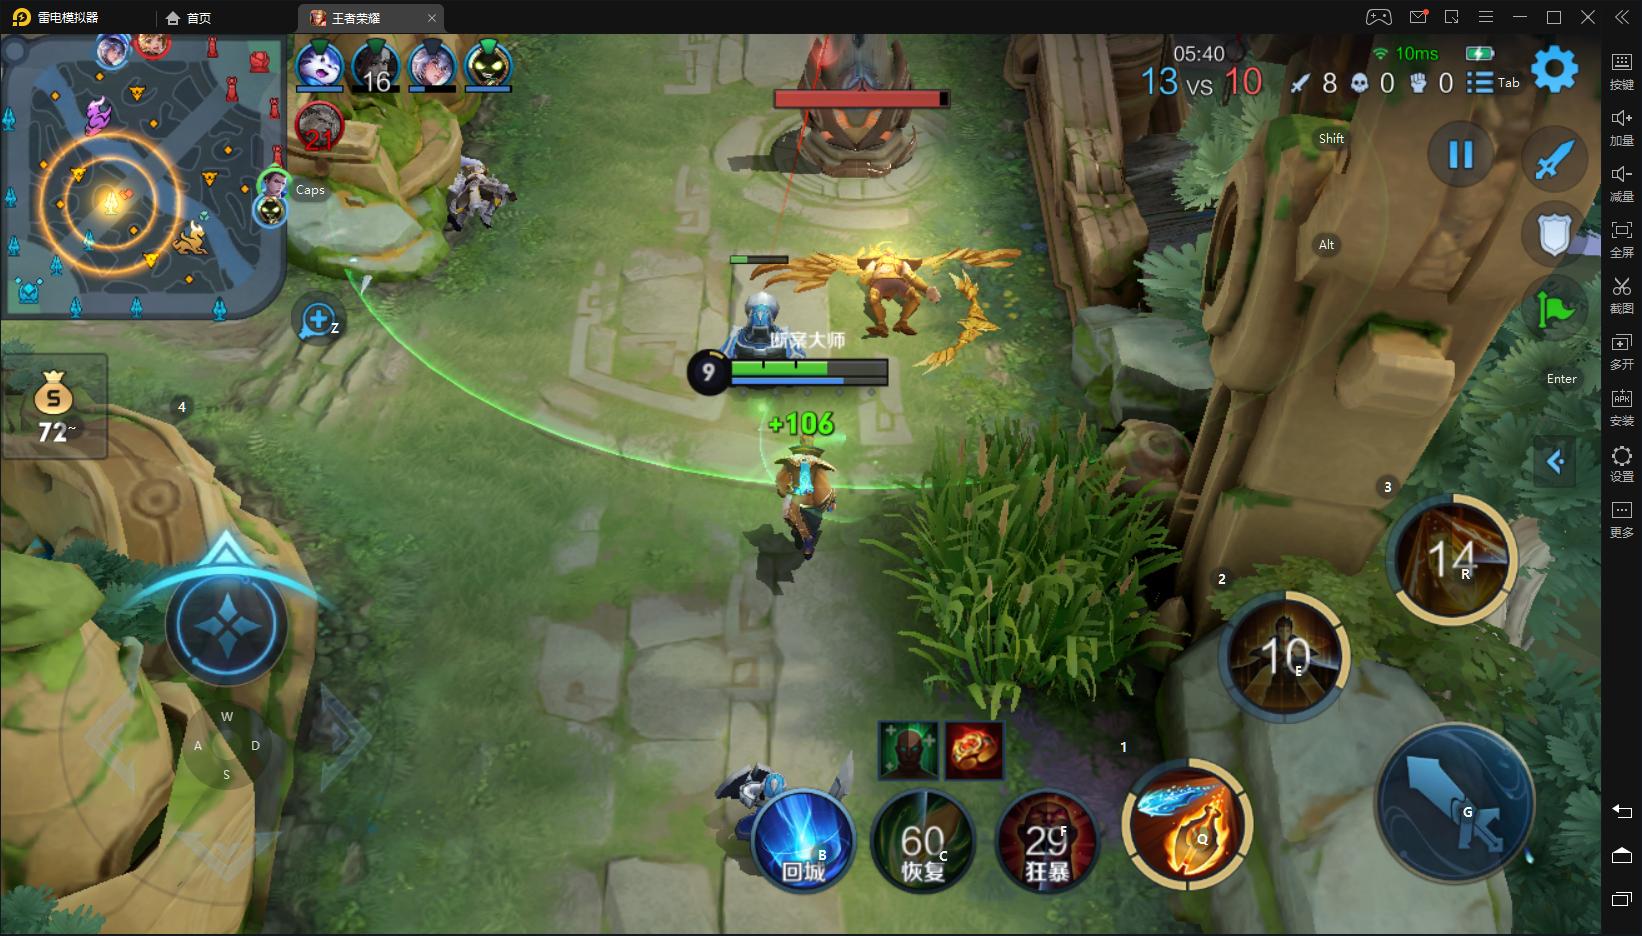 雷电模拟器
首页
王者荣耀
05:40
10ms
13 vs 10
8
0
0
Tab
16
21
Shift
Caps
Alt
Z
Enter
72~
4
断案大师
9
+106
3
14
R
2
10
E
1
W
A
D
S
G
Q
回城
B
60
恢复
C
29
狂暴
F
按键
加量
减量
全屏
截图
多开
APK
安装
设置
更多